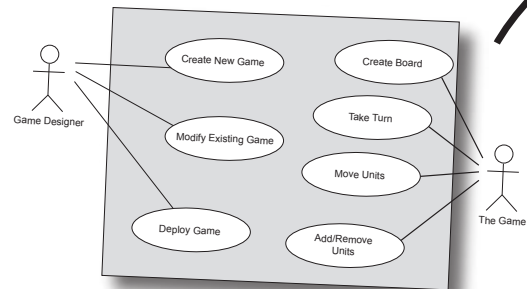 Create New Game
Create Board
Game Designer
Take Turn
Modify Existing Game
Move Units
The Game
Deploy Game
Add/Remove
Units